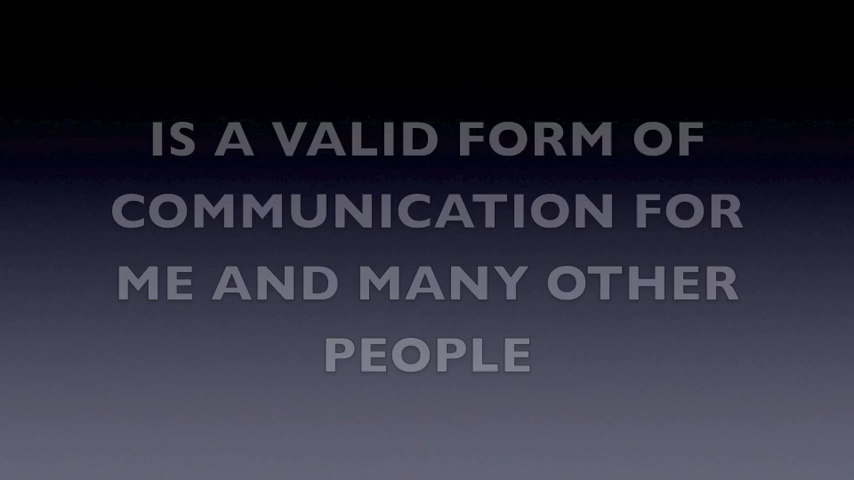 IS A VALID FORM OF
COMMUNICATION FOR
ME AND MANY OTHER
PEOPLE